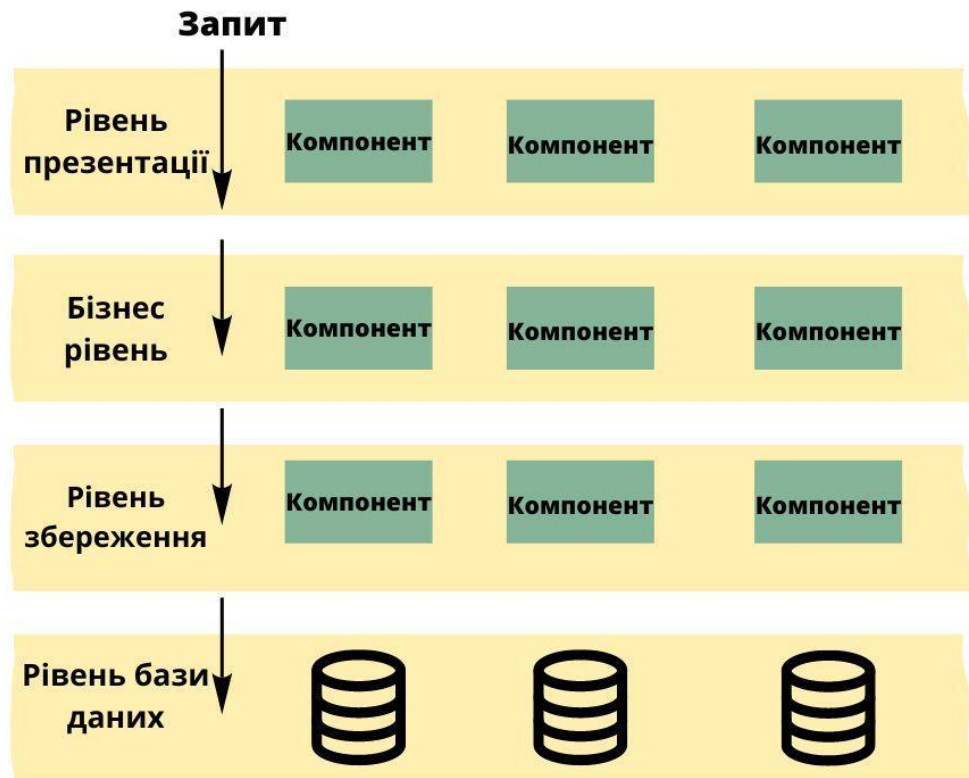 Запит
Рівень
презентації
Компонент
Компонент
Компонент
Бізнес
рівень
Компонент
Компонент
Компонент
Рівень
збереження
Компонент
Компонент
Компонент
Рівень бази
даних